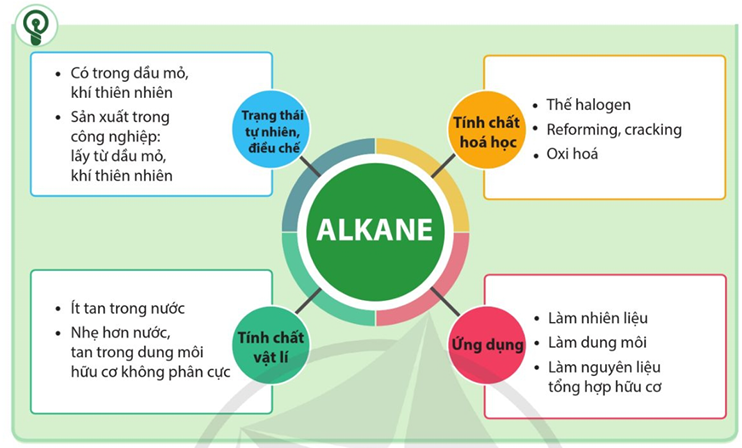 • Có trong dầu mỏ,
khí thiên nhiên
• Sản xuất trong
công nghiệp:
lấy từ dầu mỏ,
khí thiên nhiên
Trạng thái
tự nhiên,
điều chế
Tính chất
hoá học
• Thế halogen
• Reforming, cracking
• Oxi hoá
ALKANE
• Ít tan trong nước
• Nhẹ hơn nước,
tan trong dung môi
hữu cơ không phân cực
Tính chất
vật lí
Ứng dụng
• Làm nhiên liệu
• Làm dung môi
• Làm nguyên liệu
tổng hợp hữu cơ